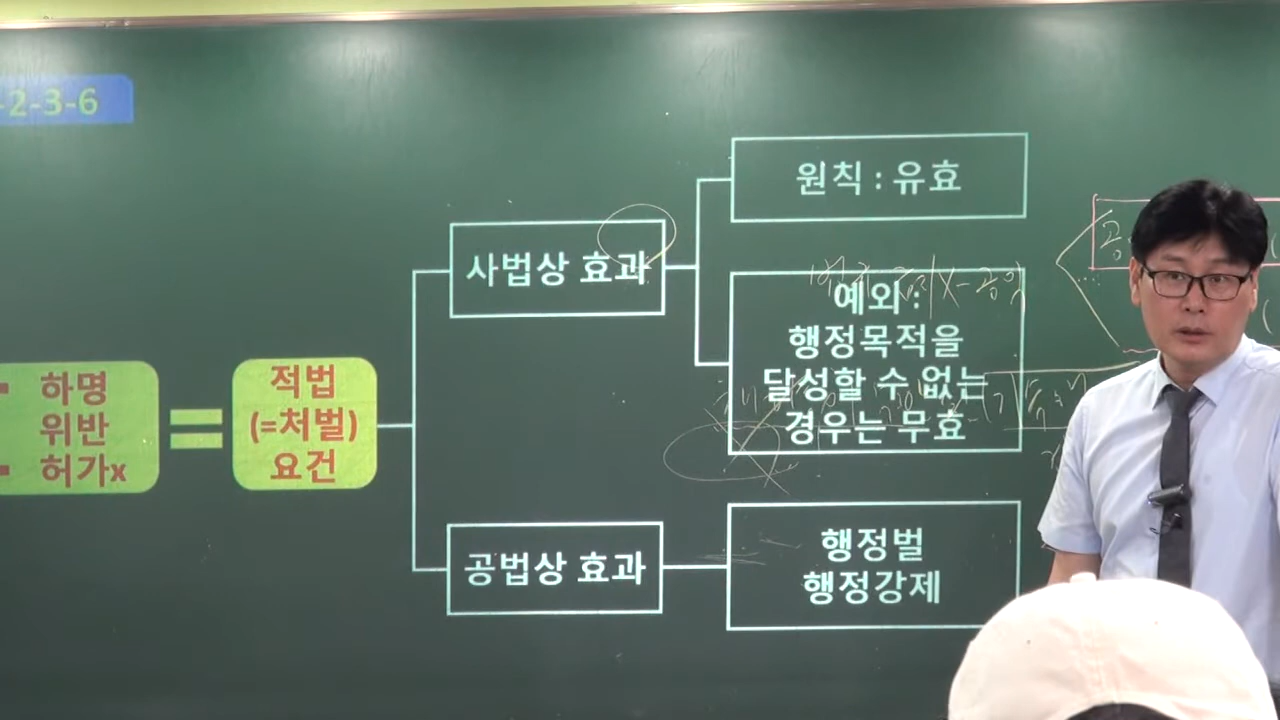 -2-3-6
하명
위반
허가x
적법
(=처벌)
요건
사법상 효과
원칙 : 유효
예외 :
행정목적을
달성할 수 없는
경우는 무효
공법상 효과
행정벌
행정강제